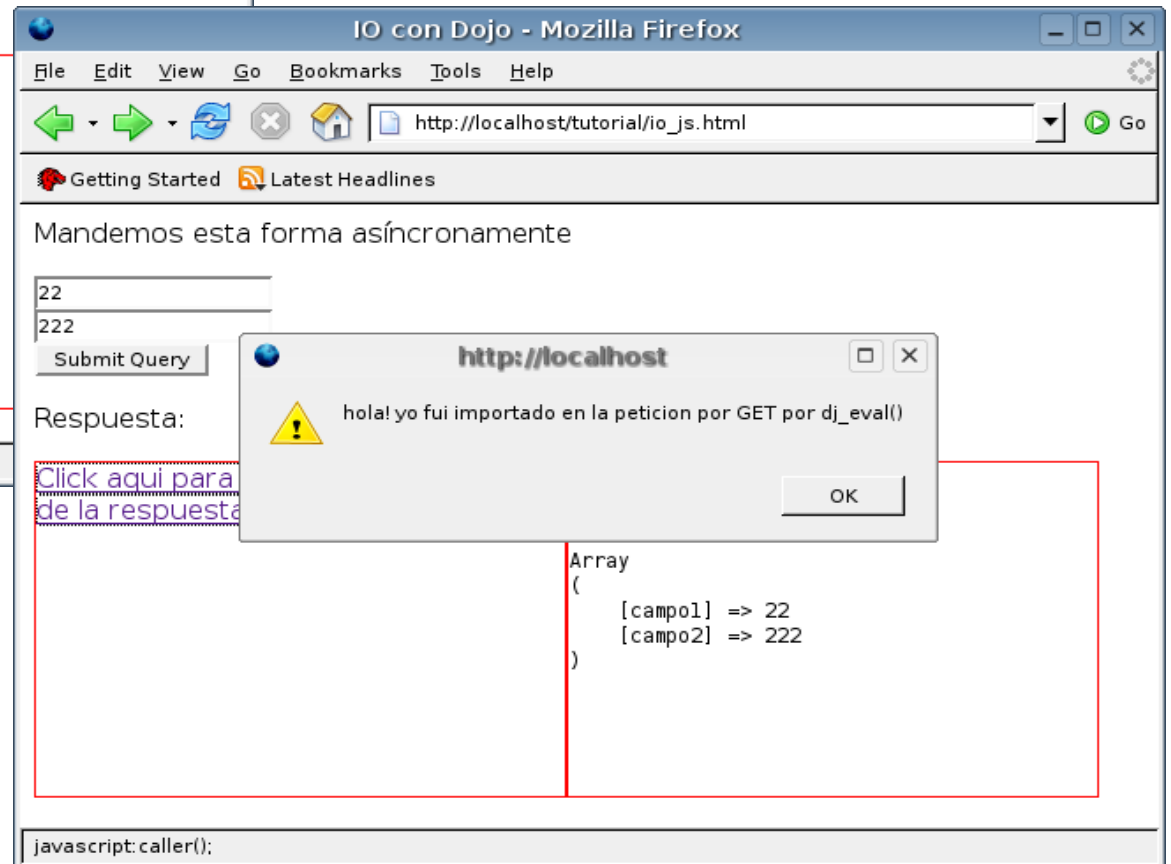 IO con Dojo - Mozilla Firefox
File Edit View Go Bookmarks Tools Help
http://localhost/tutorial/io_js.html Go
Getting Started Latest Headlines
Mandemos esta forma asíncronamente
22
222
Submit Query
http://localhost
hola! yo fui importado en la peticion por GET por dj_eval()
OK
Respuesta:
Click aqui para
de la respuesta
Array
(
[campo1] => 22
[campo2] => 222
)
javascript:caller();